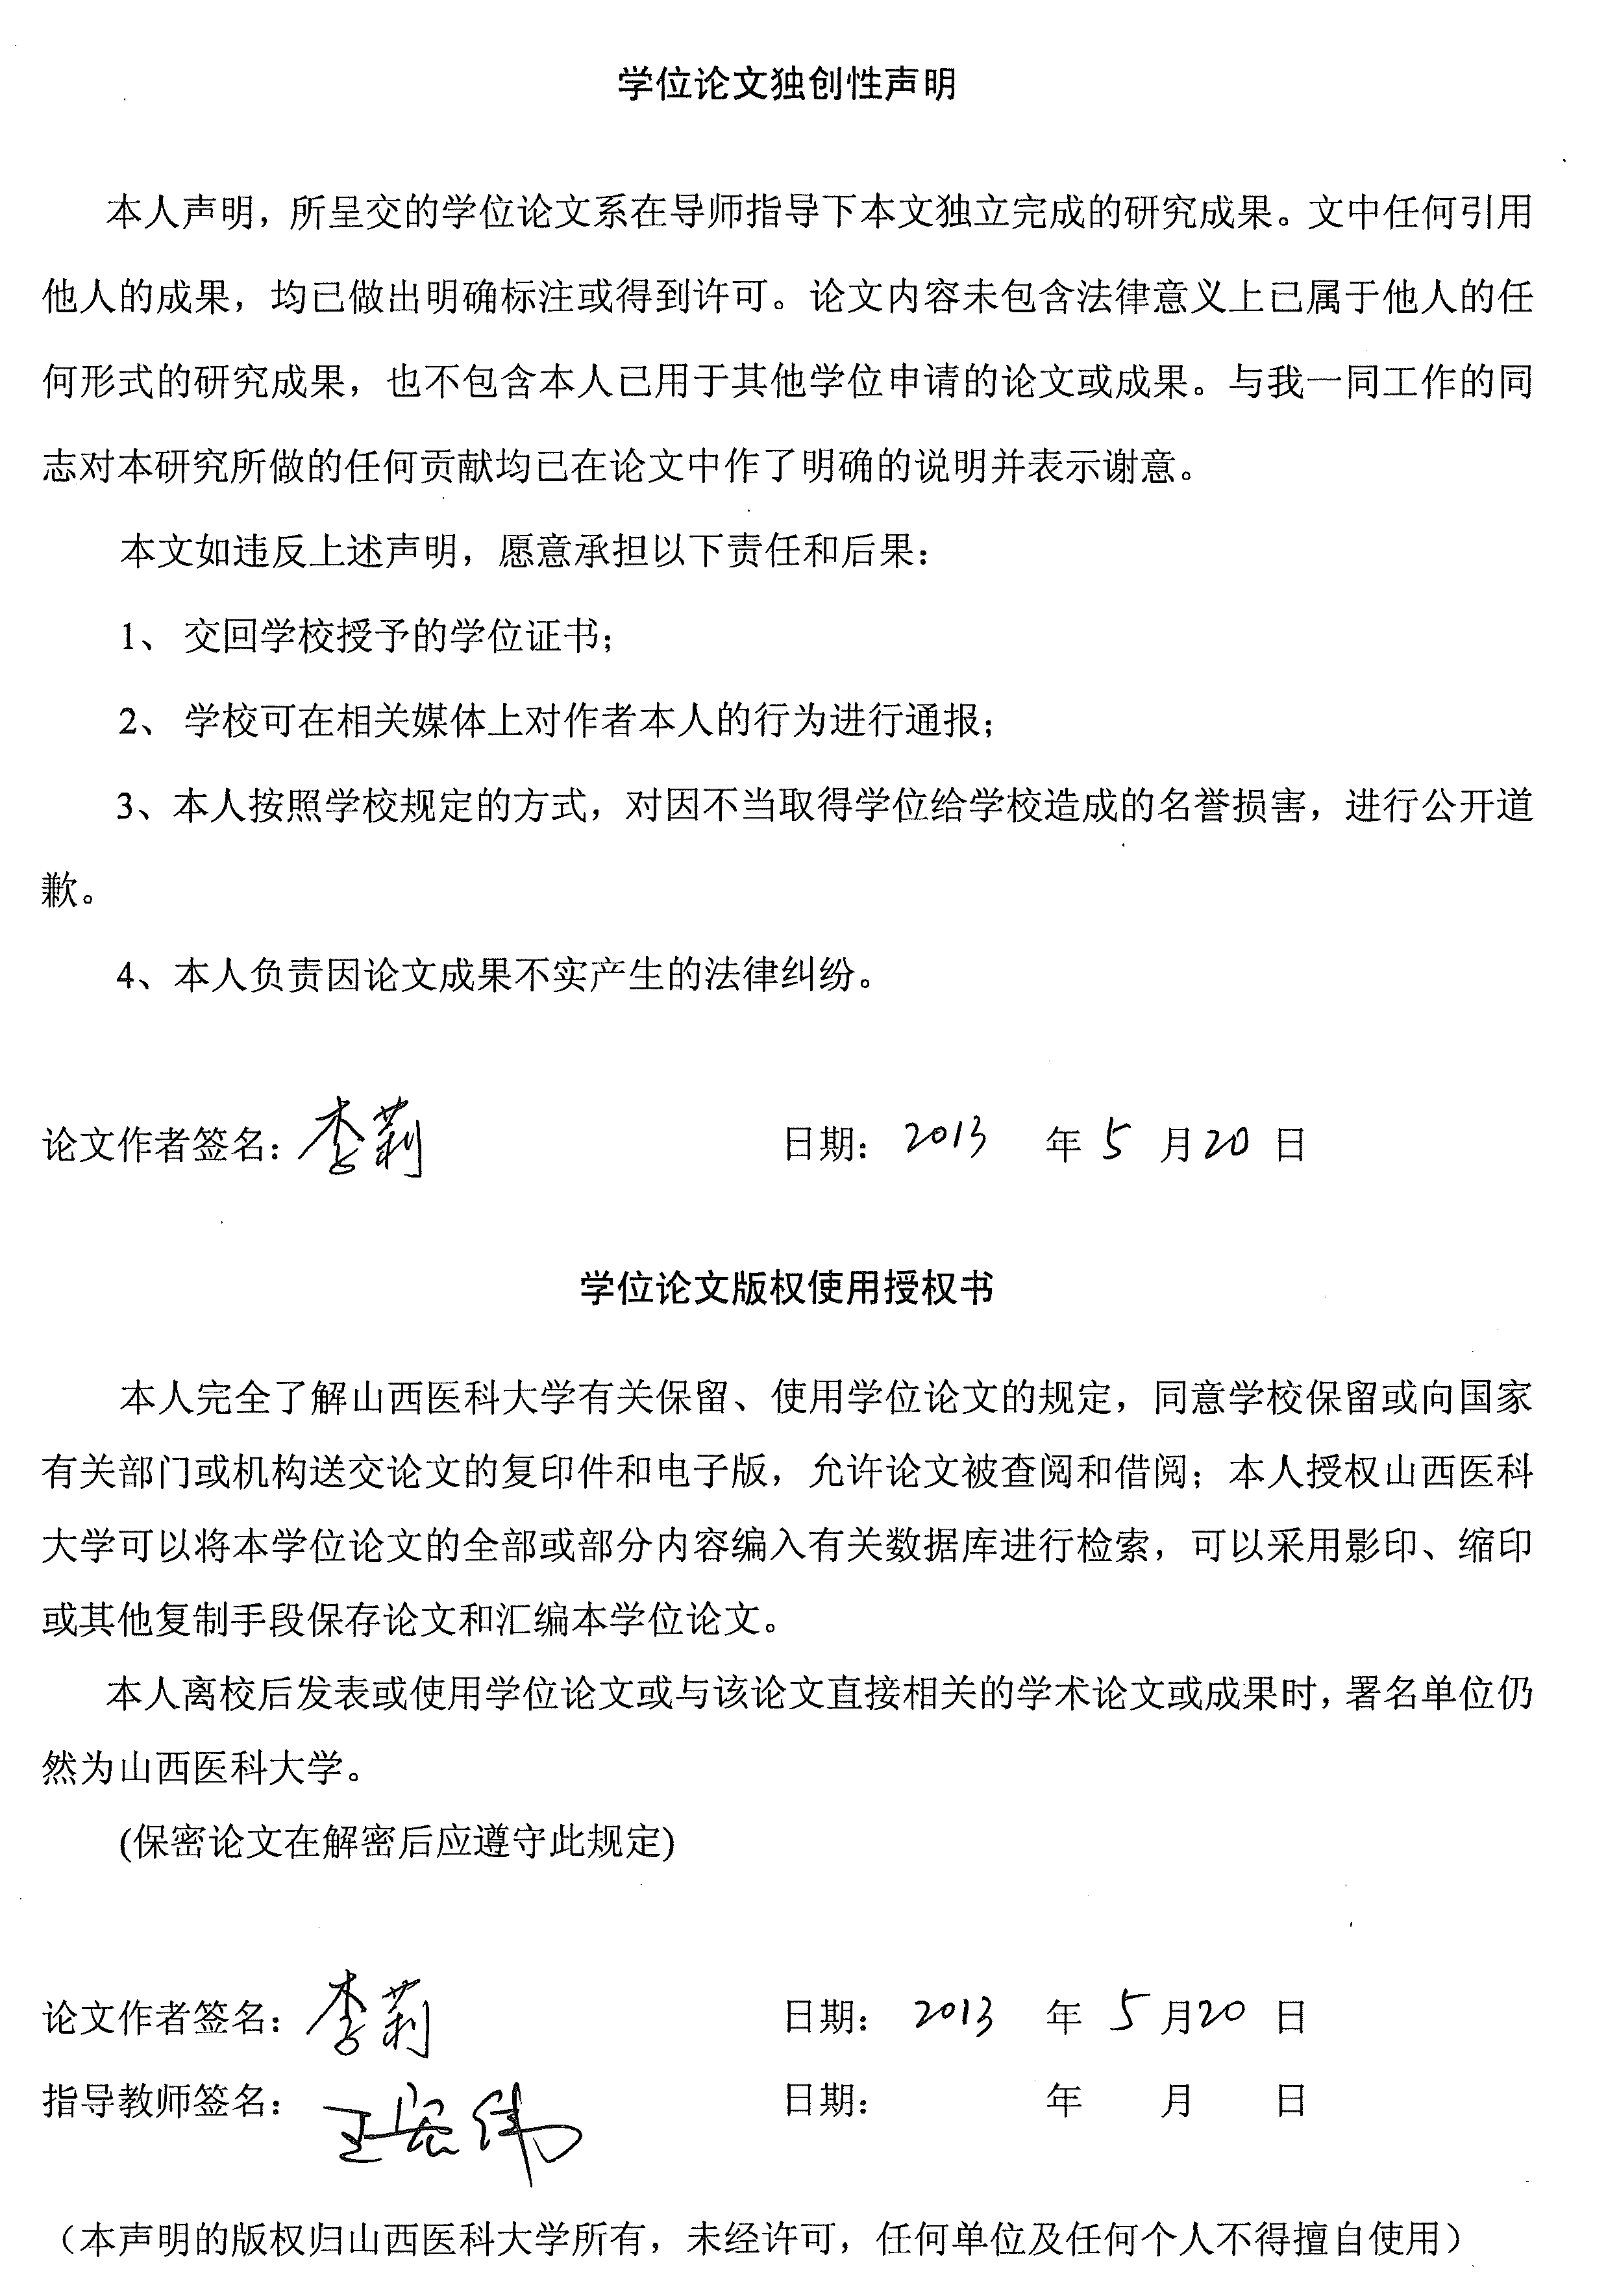 学位论文独创性声明
本人声明，所呈交的学位论文系在导师指导下本文独立完成的研究成果。文中任何引用
他人的成果，均已做出明确标注或得到许可。论文内容未包含法律意义上已属于他人的任
何形式的研究成果，也不包含本人已用于其他学位申请的论文或成果。与我一同工作的同
志对本研究所做的任何贡献均已在论文中作了明确的说明并表示谢意。
本文如违反上述声明，愿意承担以下责任和后果：
1、 交回学校授予的学位证书；
2、 学校可在相关媒体上对作者本人的行为进行通报；
3、本人按照学校规定的方式，对因不当取得学位给学校造成的名誉损害，进行公开道
歉。
4、本人负责因论文成果不实产生的法律纠纷。
论文作者签名：李莉 日期：2013 年 5 月 20 日
学位论文版权使用授权书
本人完全了解山西医科大学有关保留、使用学位论文的规定，同意学校保留或向国家
有关部门或机构送交论文的复印件和电子版，允许论文被查阅和借阅；本人授权山西医科
大学可以将本学位论文的全部或部分内容编入有关数据库进行检索，可以采用影印、缩印
或其他复制手段保存论文和汇编本学位论文。
本人离校后发表或使用学位论文或与该论文直接相关的学术论文或成果时，署名单位仍
然为山西医科大学。
(保密论文在解密后应遵守此规定)
论文作者签名：李莉 日期：2013 年 5 月 20 日
指导教师签名：王宏伟 日期： 年 月 日
（本声明的版权归山西医科大学所有，未经许可，任何单位及任何个人不得擅自使用）